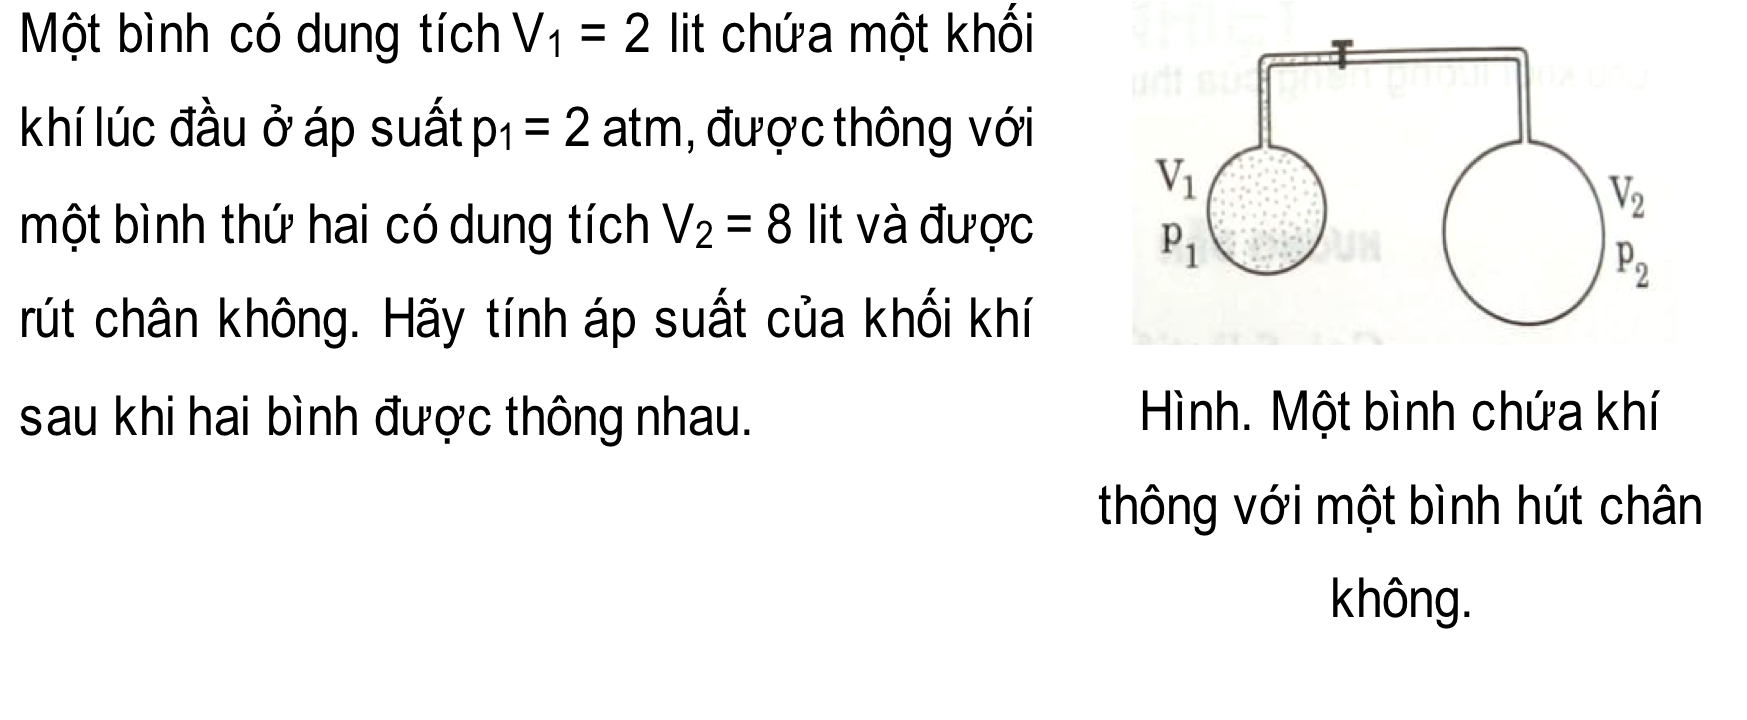 Một bình có dung tích V₁ = 2 lit chứa một khối
khí lúc đầu ở áp suất p₁ = 2 atm, được thông với
một bình thứ hai có dung tích V₂ = 8 lit và được
rút chân không. Hãy tính áp suất của khối khí
sau khi hai bình được thông nhau.
V₁
p₁
V₂
p₂
Hình. Một bình chứa khí
thông với một bình hút chân
không.